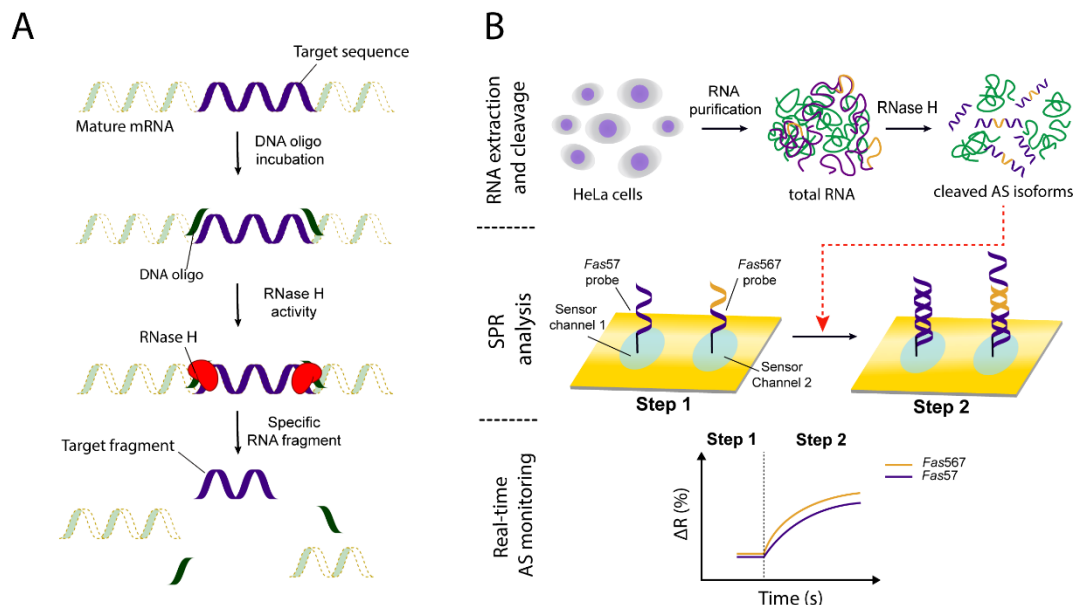 A
Target sequence
Mature mRNA
DNA oligo
incubation
DNA oligo
RNase H
activity
RNase H
Specific
RNA fragment
Target fragment
B
RNA extraction
and cleavage
RNA
purification
RNase H
HeLa cells
total RNA
cleaved AS isoforms
SPR
analysis
Fas57
probe
Fas567
probe
Sensor
channel 1
Sensor
Channel 2
Step 1
Step 2
Real-time
AS monitoring
Step 1
Step 2
Fas567
Fas57
ΔR (%)
Time (s)